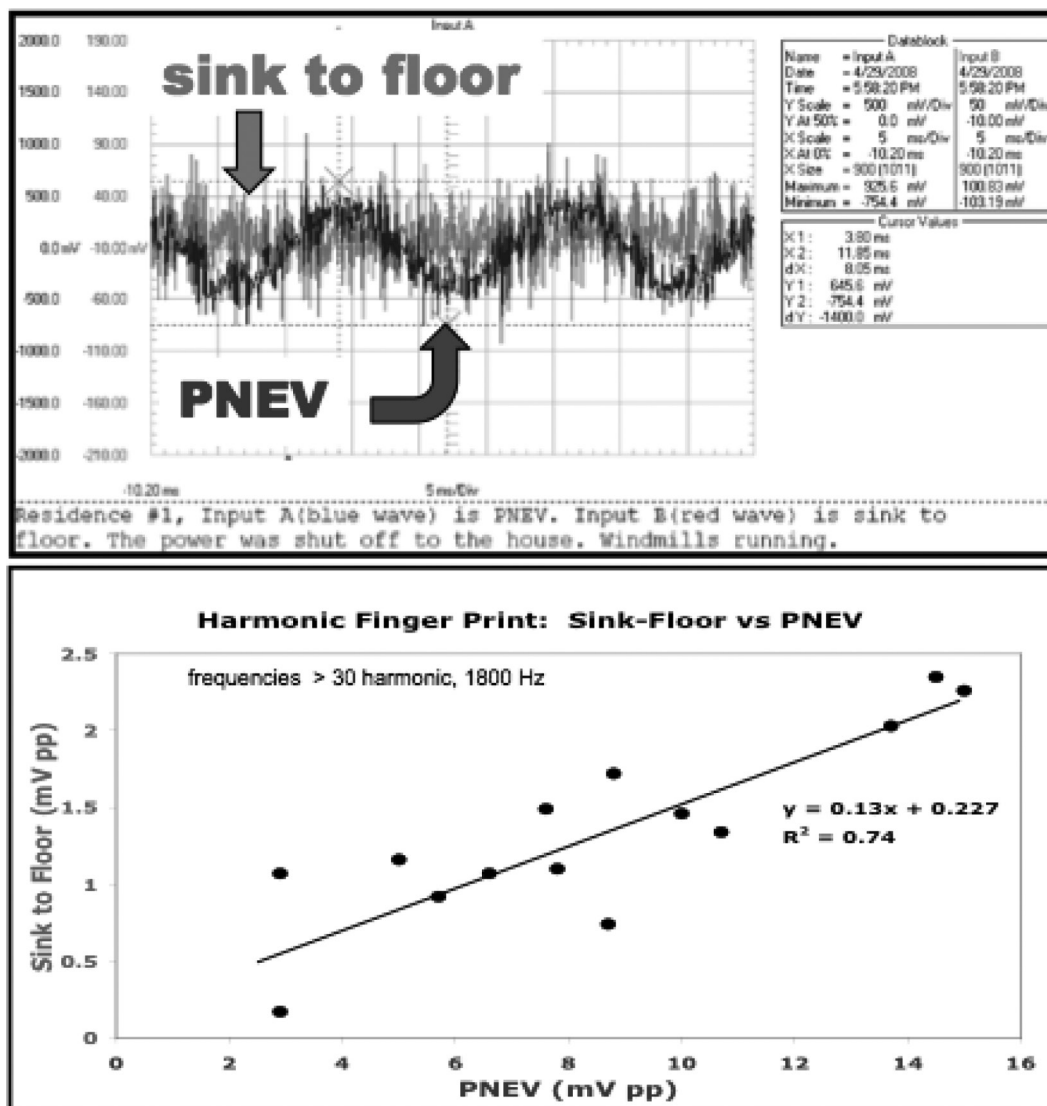 Input A
2000.0 190.00
1500.0 140.00
1000.0 90.00
500.0 40.00
0.0 mV -10.00 mV
-500.0 -60.00
-1000.0 -110.00
-1500.0 -160.00
-2000.0 -210.00
-10.20 ms 5 ms/Div
sink to floor
PNEV
Datablock
Name = Input A Input B
Date = 4/29/2008 4/29/2008
Time = 5:58:20 PM 5:58:20 PM
Y Scale = 500 mV/Div 50 mV/Div
Y At 50% = 0.0 mV -10.00 mV
X Scale = 5 ms/Div 5 ms/Div
X At 0% = -10.20 ms -10.20 ms
X Size = 900 (1011) 900 (1011)
Maximum = 925.6 mV 100.83 mV
Minimum = -754.4 mV -103.19 mV
Cursor Values
X1: 3.80 ms
X2: 11.85 ms
dX: 8.05 ms
Y1: 645.6 mV
Y2: -754.4 mV
dY: -1400.0 mV
Residence #1, Input A(blue wave) is PNEV. Input B(red wave) is sink to
floor. The power was shut off to the house. Windmills running.
Harmonic Finger Print: Sink-Floor vs PNEV
frequencies > 30 harmonic, 1800 Hz
Sink to Floor (mV pp)
2.5
2
1.5
1
0.5
0
y = 0.13x + 0.227
R² = 0.74
0 2 4 6 8 10 12 14 16
PNEV (mV pp)